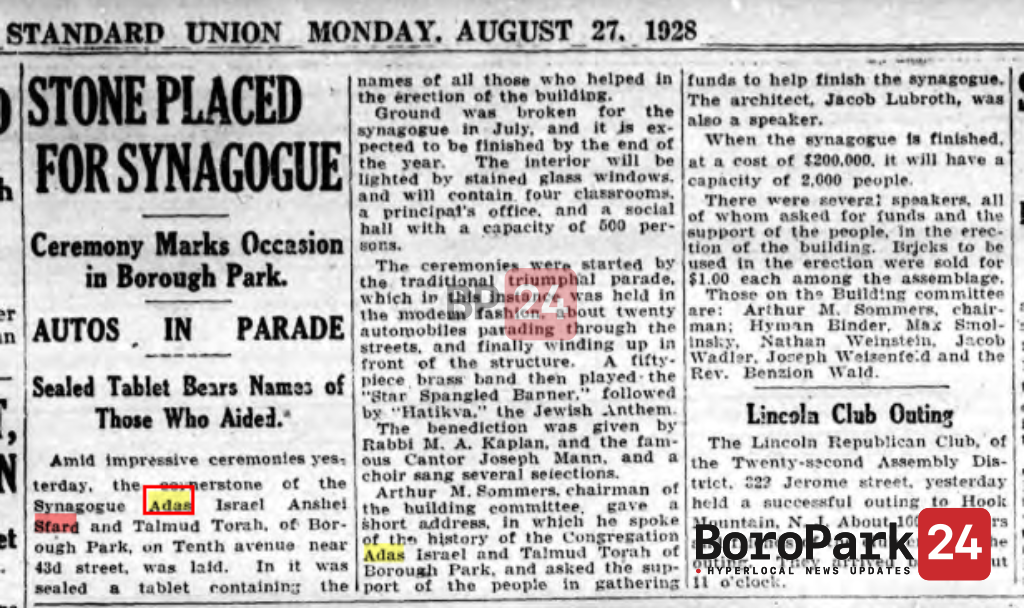 STANDARD UNION MONDAY, AUGUST 27, 1928
STONE PLACED
FOR SYNAGOGUE
Ceremony Marks Occasion
in Borough Park.
AUTOS IN PARADE
Sealed Tablet Bears Names of
Those Who Aided.
Amid impressive ceremonies yes-
terday, the cornerstone of the
Synagogue Adas Israel Anshei
Sfard and Talmud Torah, of Bor-
ough Park, on Tenth avenue near
43d street, was laid. In it was
sealed a tablet containing the
names of all those who helped in
the erection of the building.
Ground was broken for the
synagogue in July, and it is ex-
pected to be finished by the end of
the year. The interior will be
lighted by stained glass windows,
and will contain four classrooms,
a principal's office, and a social
hall with a capacity of 500 per-
sons.
The ceremonies were started by
the traditional triumphal parade,
which in this instance was held in
the modern fashion, about twenty
automobiles parading through the
streets, and finally winding up in
front of the structure. A fifty-
piece brass band then played the
"Star Spangled Banner," followed
by "Hatikva," the Jewish Anthem.
The benediction was given by
Rabbi M. A. Kaplan, and the fam-
ous Cantor Joseph Mann, and a
choir sang several selections.
Arthur M. Sommers, chairman of
the building committee, gave a
short address, in which he spoke
of the history of the Congregation
Adas Israel and Talmud Torah of
Borough Park, and asked the sup-
port of the people in gathering
funds to help finish the synagogue.
The architect, Jacob Lubroth, was
also a speaker.
When the synagogue is finished,
at a cost of $200,000, it will have a
capacity of 2,000 people.
There were several speakers, all
of whom asked for funds and the
support of the people, in the erec-
tion of the building. Bricks to be
used in the erection were sold for
$1.00 each among the assemblage.
Those on the Building committee
are: Arthur M. Sommers, chair-
man; Hyman Binder, Max Smol-
insky, Nathan Weinstein, Jacob
Wadler, Joseph Weisenfeld and the
Rev. Benzion Wald.
Lincoln Club Outing
The Lincoln Republican Club, of
the Twenty-second Assembly Dis-
trict, 322 Jerome street, yesterday
held a successful outing to Hook
Mountain, N. J. About
outing. They arrived
11 o'clock.
BP 24
BoroPark 24
HYPERLOCAL NEWS UPDATES